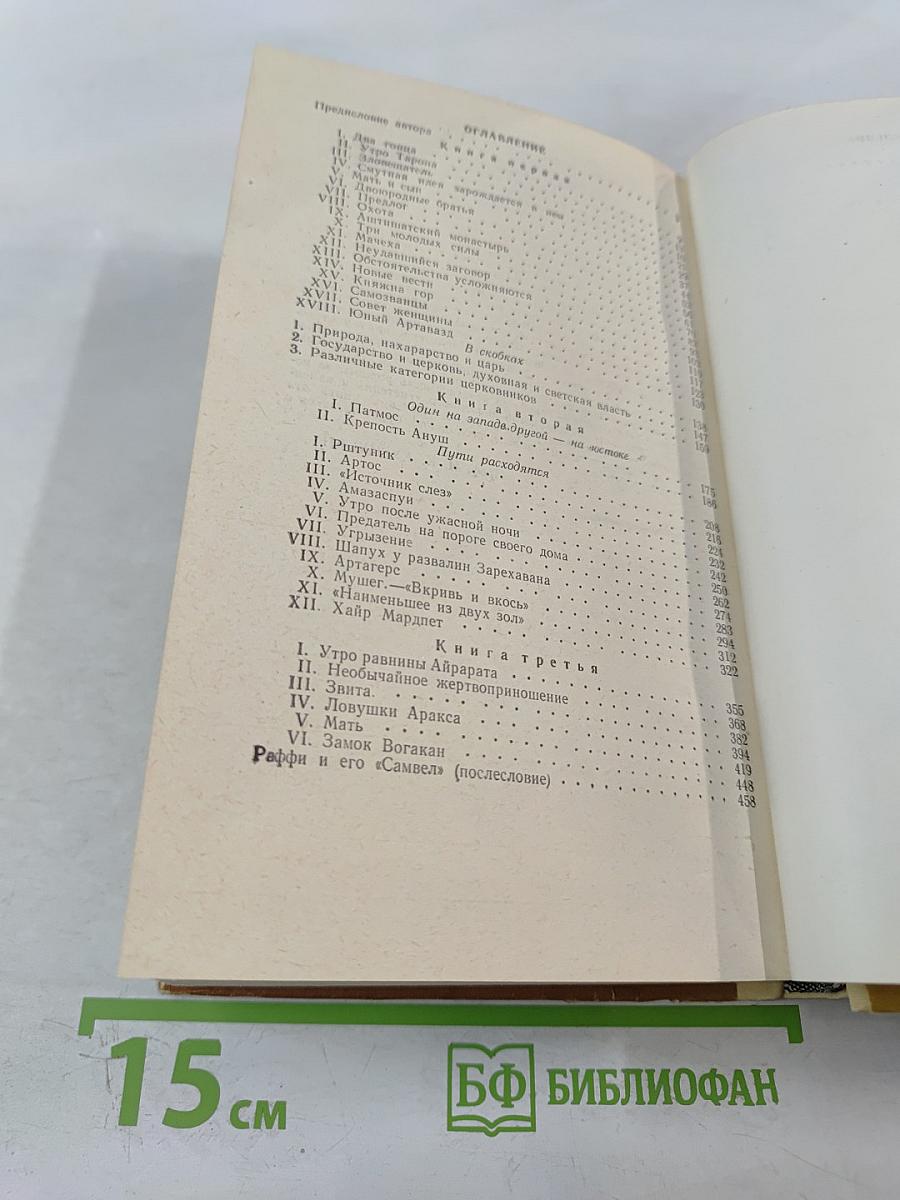 ОГЛАВЛЕНИЕ
Предисловие автора
Книга первая
I. Два гонца
II. Утро Тарона
III. Зловещатель
IV. Смутная идея зарождается в нем
V. Мать и сын
VI. Двоюродные братья
VII. Предлог
VIII. Охота
IX. Аштишатский монастырь
X. Три молодых силы
XI. Мачеха
XII. Неудавшийся заговор
XIII. Обстоятельства усложняются
XIV. Новые вести
XV. Княжна гор
XVI. Самозванцы
XVII. Совет женщины
XVIII. Юный Артавазд
В скобках
1. Природа, нахарарство и царь 138
2. Государство и церковь, духовная и светская власть 147
3. Различные категории церковников 159
Книга вторая
Один на западе, другой — на востоке
I. Патмос 175
II. Крепость Ануш 186
Пути расходятся
I. Рштуник 208
II. Артос 218
III. «Источник слез» 224
IV. Амазаспуи 232
V. Утро после ужасной ночи 242
VI. Предатель на пороге своего дома 250
VII. Угрызение 262
VIII. Шапух у развалин Зарехавана 274
IX. Артагерс 283
X. Мушег.—«Вкривь и вкось» 294
XI. «Наименьшее из двух зол» 312
XII. Хайр Мардпет 322
Книга третья
I. Утро равнины Айрарата 355
II. Необычайное жертвоприношение 368
III. Звита. 382
IV. Ловушки Аракса 394
V. Мать 419
VI. Замок Вогакан 448
Раффи и его «Самвел» (послесловие) 458
15 см
БФ БИБЛИОФАН